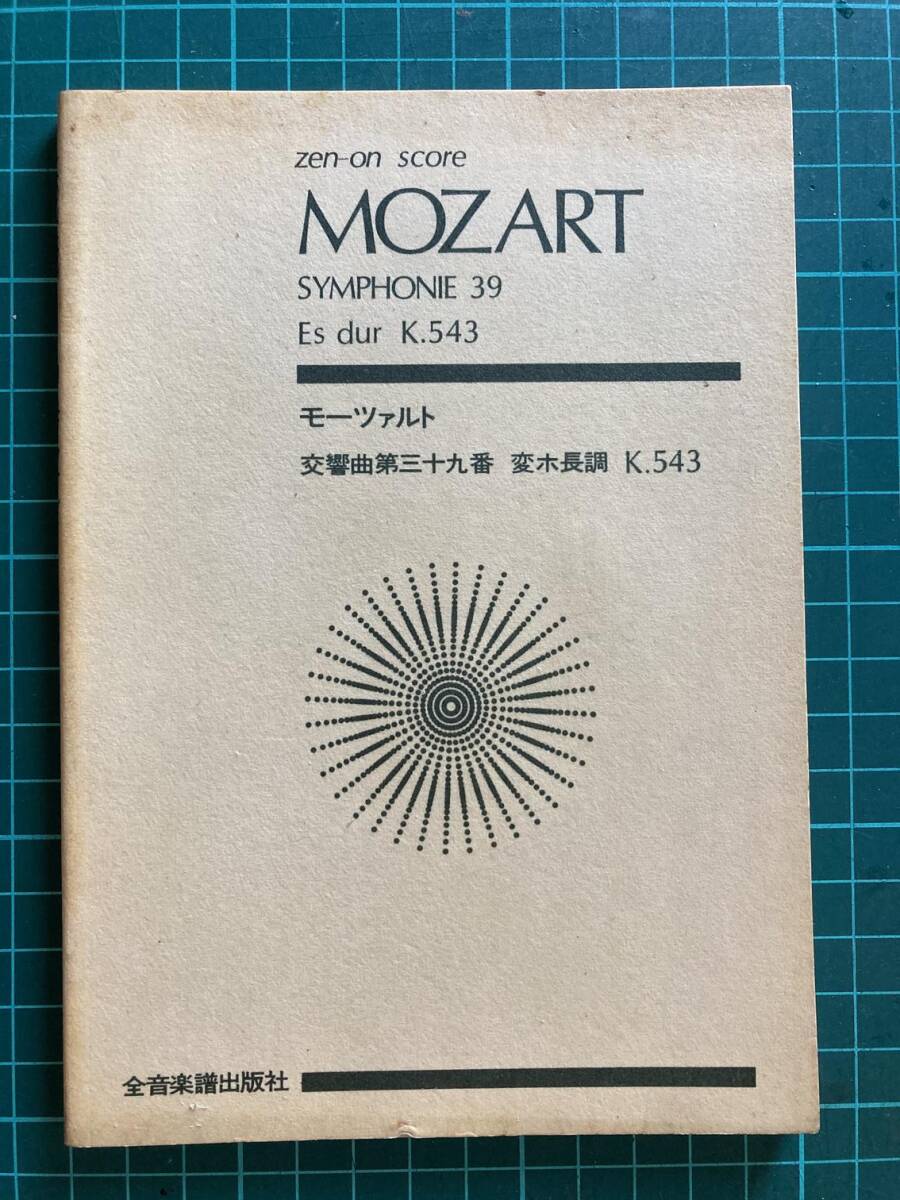 zen-on score
MOZART
SYMPHONIE 39
Es dur K.543
モーツァルト
交響曲第三十九番 変ホ長調 K.543
全音楽譜出版社